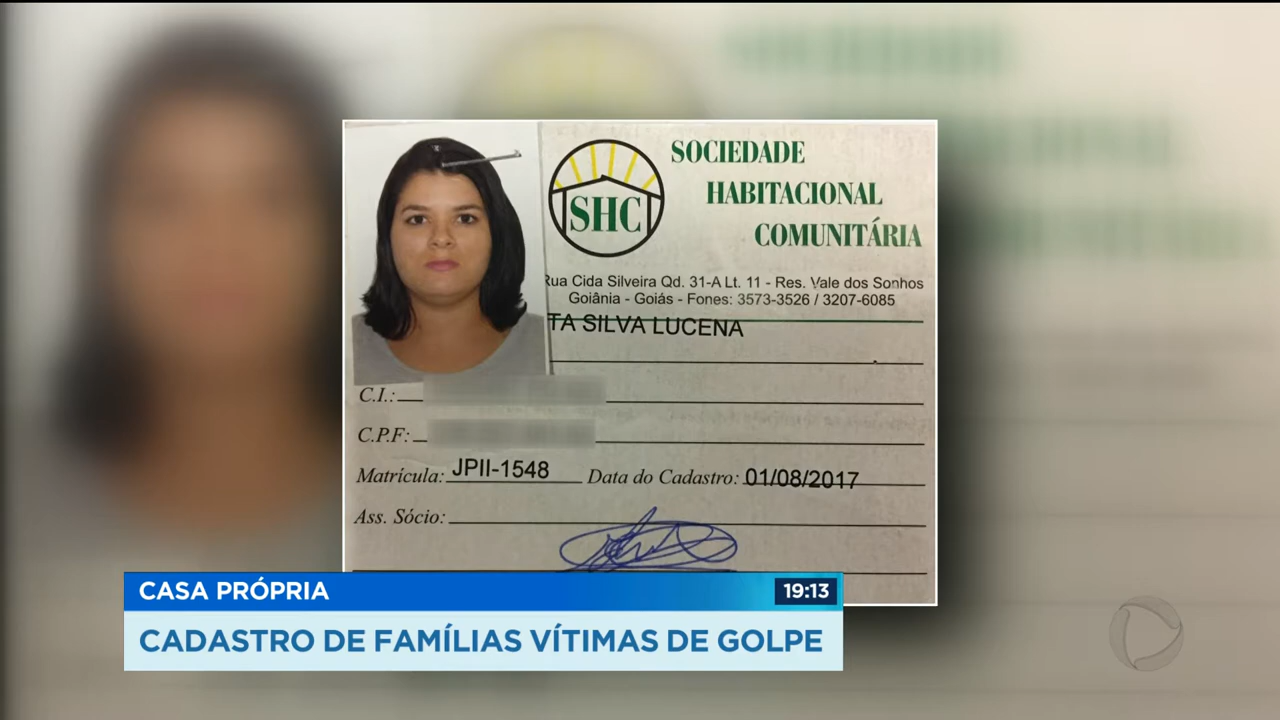 SHC
SOCIEDADE
HABITACIONAL
COMUNITÁRIA
Rua Cida Silveira Qd. 31-A Lt. 11 - Res. Vale dos Sonhos
Goiânia - Goiás - Fones: 3573-3526 / 3207-6085
TA SILVA LUCENA
C.I.:
C.P.F:
Matrícula: JPII-1548 Data do Cadastro: 01/08/2017
Ass. Sócio:
CASA PRÓPRIA 19:13
CADASTRO DE FAMÍLIAS VÍTIMAS DE GOLPE